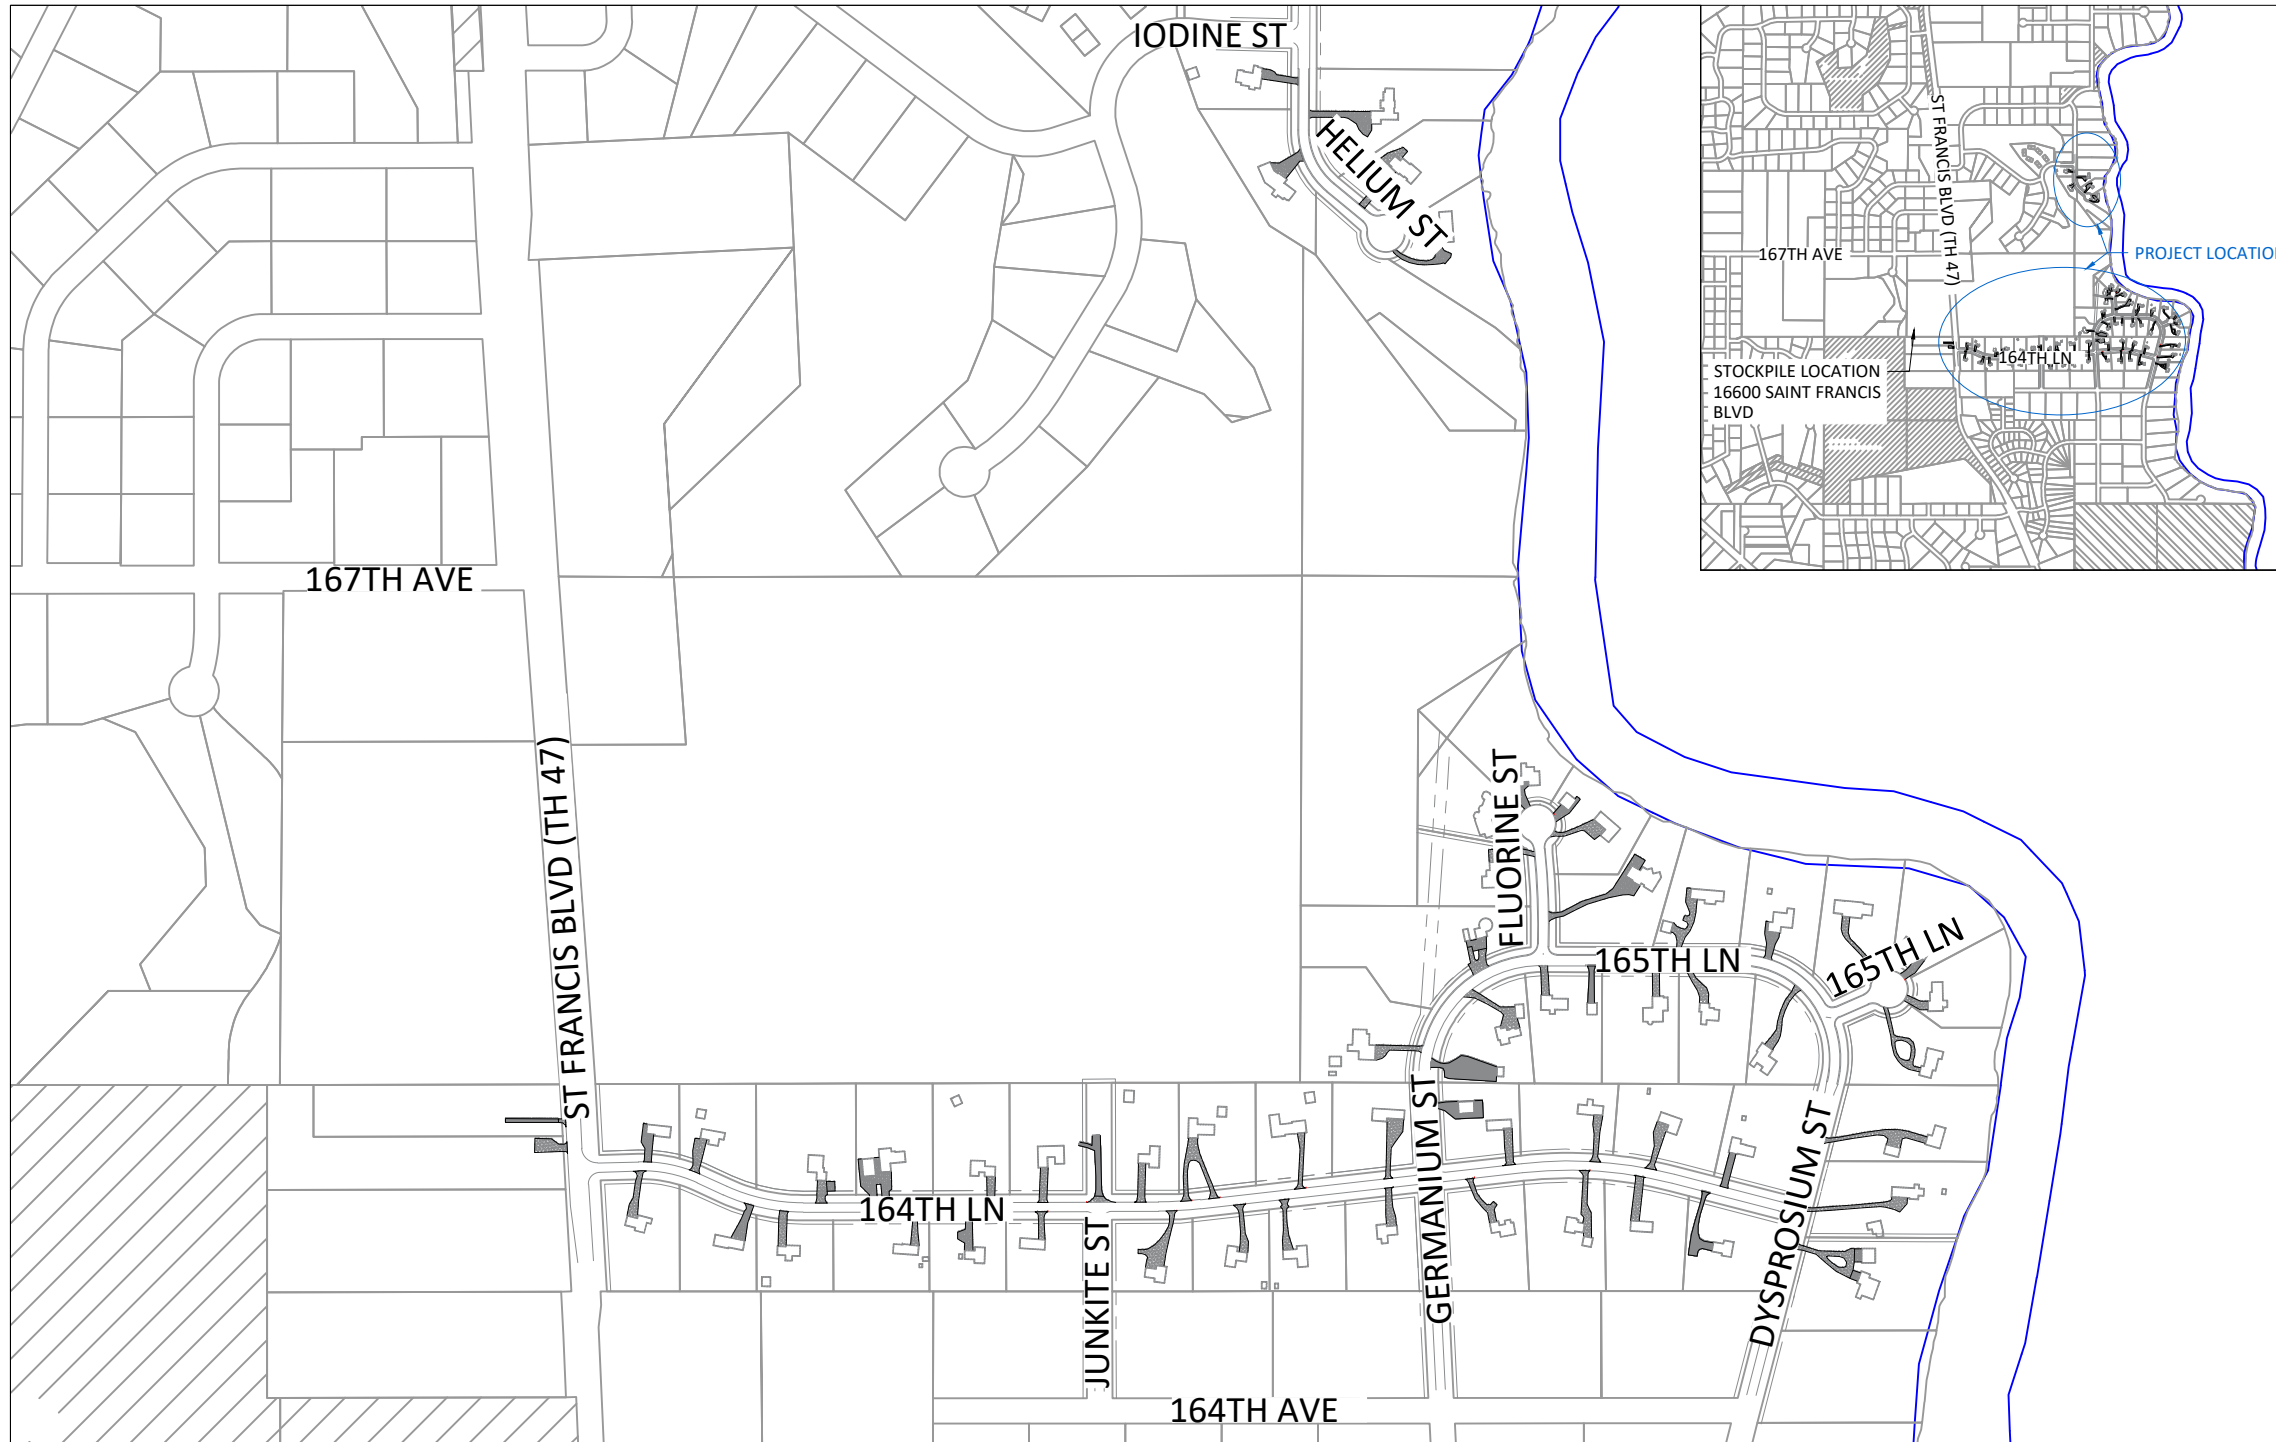 IODINE ST
HELIUM ST
167TH AVE
ST FRANCIS BLVD (TH 47)
FLUORINE ST
165TH LN
165TH LN
164TH LN
JUNKITE ST
GERMANIUM ST
DYSPROSIUM ST
164TH AVE
ST FRANCIS BLVD (TH 47)
167TH AVE
PROJECT LOCATION
164TH LN
STOCKPILE LOCATION
16600 SAINT FRANCIS
BLVD